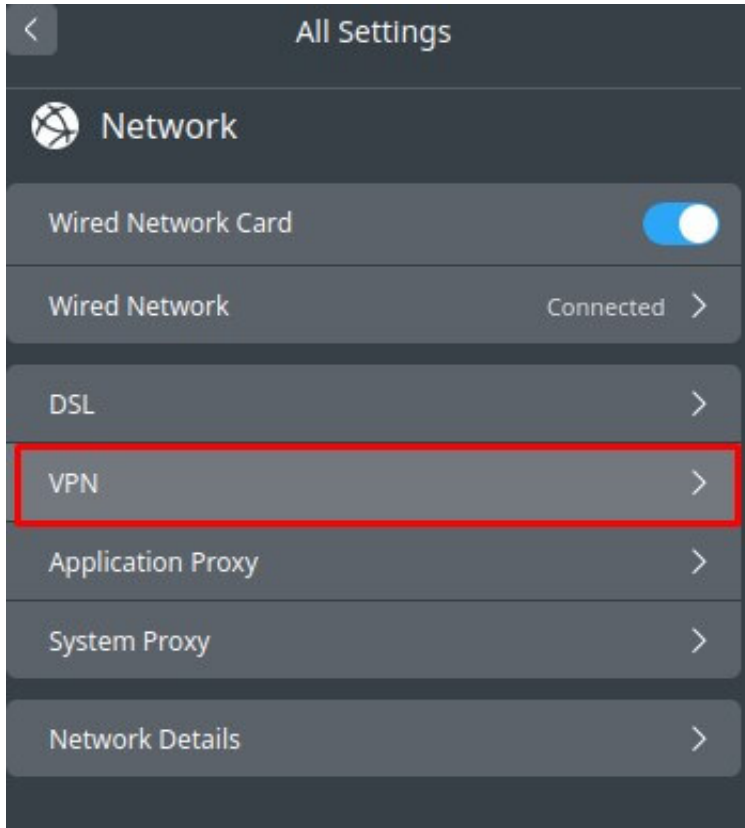 All Settings
Network
Wired Network Card
Wired Network Connected
DSL
VPN
Application Proxy
System Proxy
Network Details